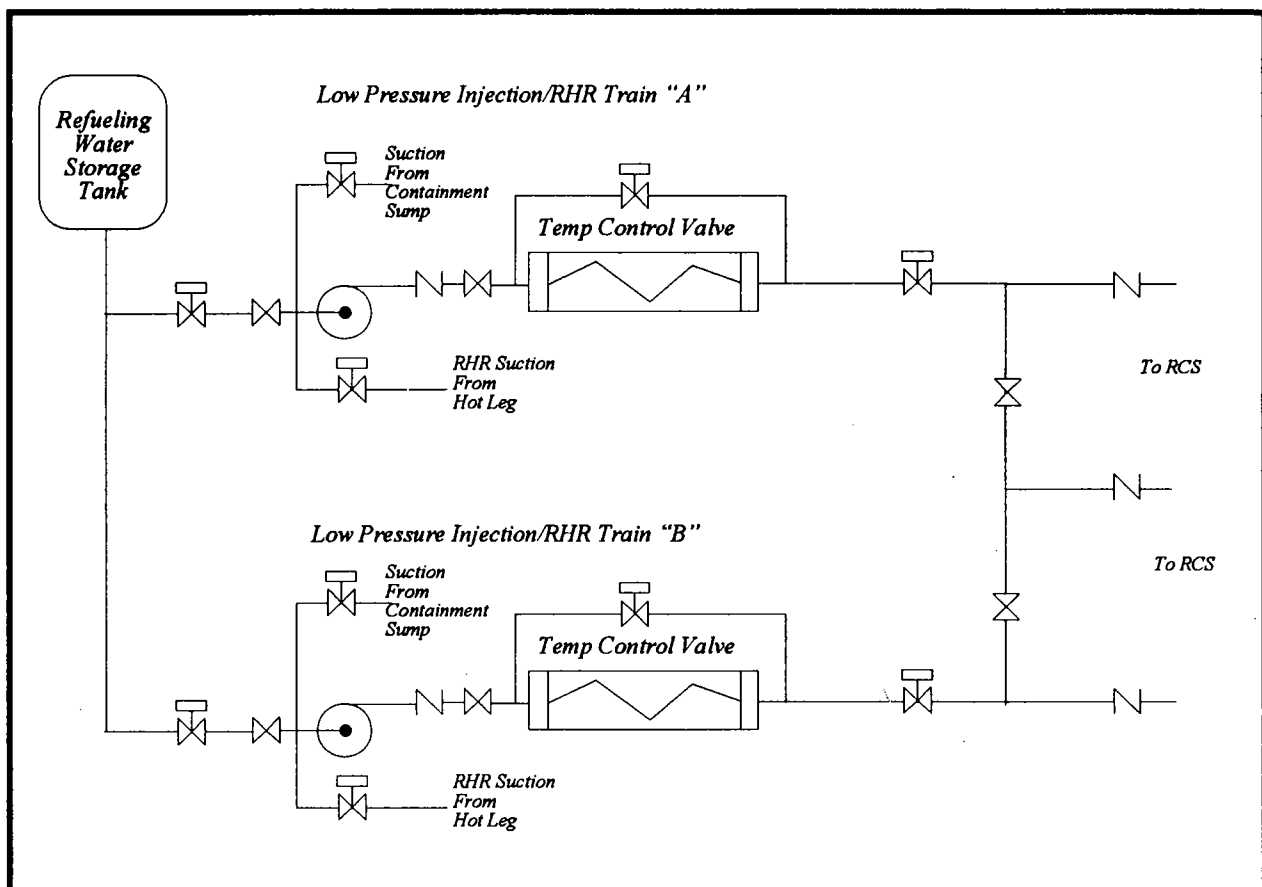 Refueling
Water
Storage
Tank
Low Pressure Injection/RHR Train “A”
Suction
From
Containment
Sump
Temp Control Valve
RHR Suction
From
Hot Leg
To RCS
Low Pressure Injection/RHR Train “B”
Suction
From
Containment
Sump
Temp Control Valve
To RCS
RHR Suction
From
Hot Leg